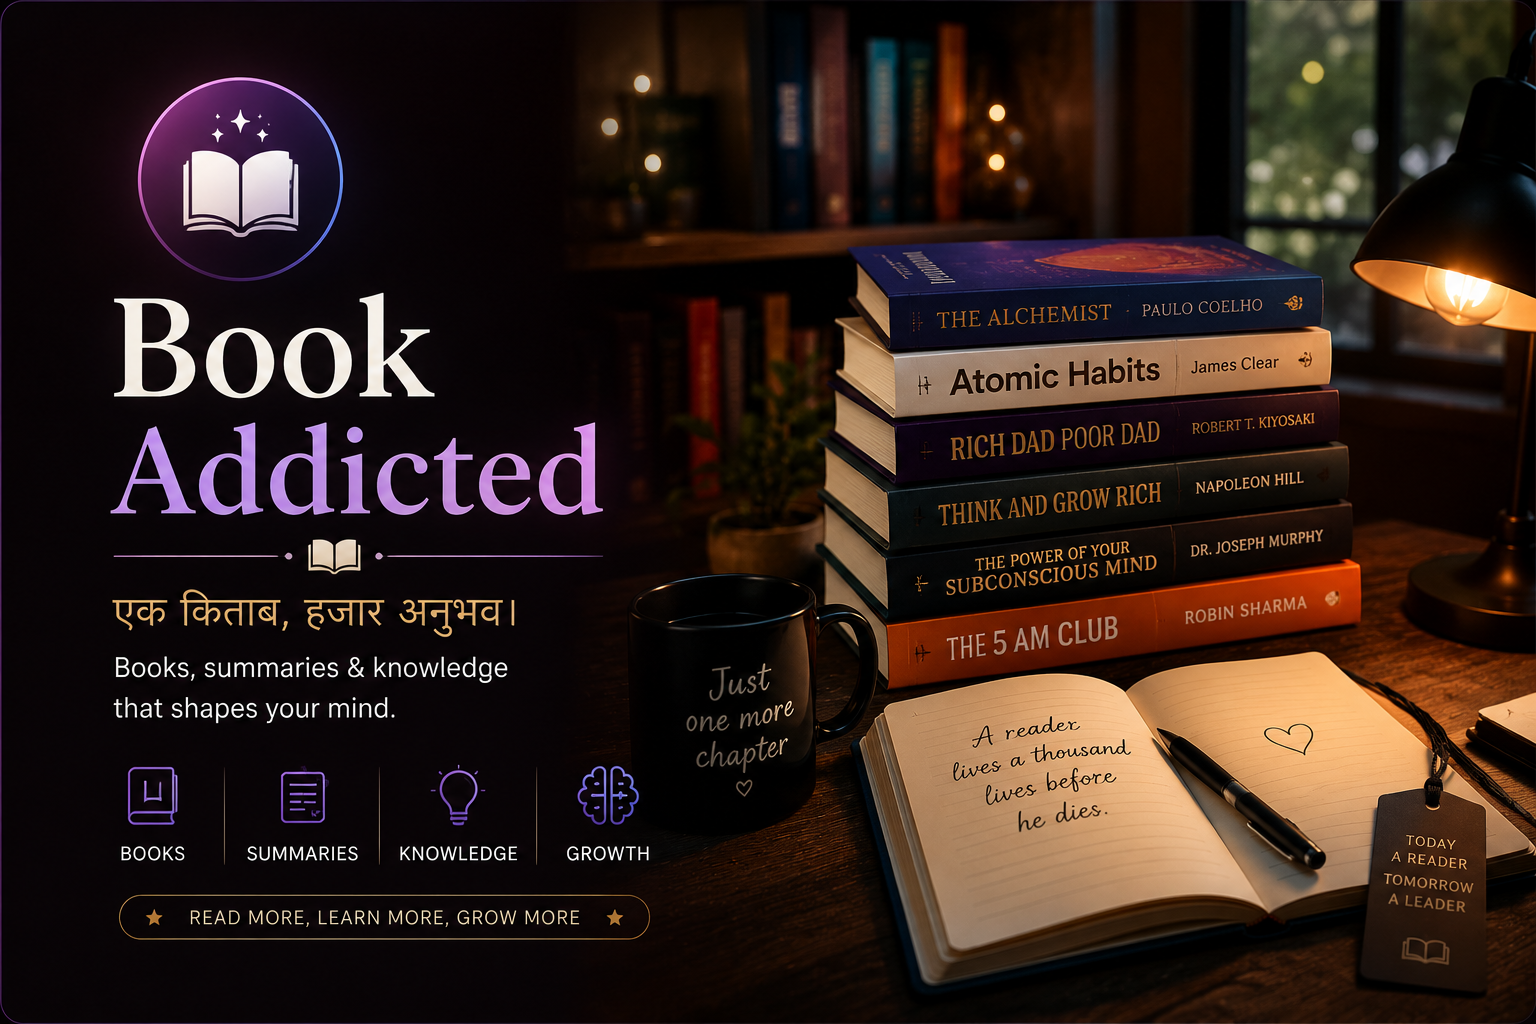 Book
Addicted
एक किताब, हजार अनुभव।
Books, summaries & knowledge
that shapes your mind.
BOOKS
SUMMARIES
KNOWLEDGE
GROWTH
READ MORE, LEARN MORE, GROW MORE
THE ALCHEMIST · PAULO COELHO
Atomic Habits James Clear
RICH DAD POOR DAD ROBERT T. KIYOSAKI
THINK AND GROW RICH NAPOLEON HILL
THE POWER OF YOUR
SUBCONSCIOUS MIND DR. JOSEPH MURPHY
THE 5 AM CLUB ROBIN SHARMA
Just
one more
chapter
A reader
lives a thousand
lives before
he dies.
TODAY
A READER
TOMORROW
A LEADER